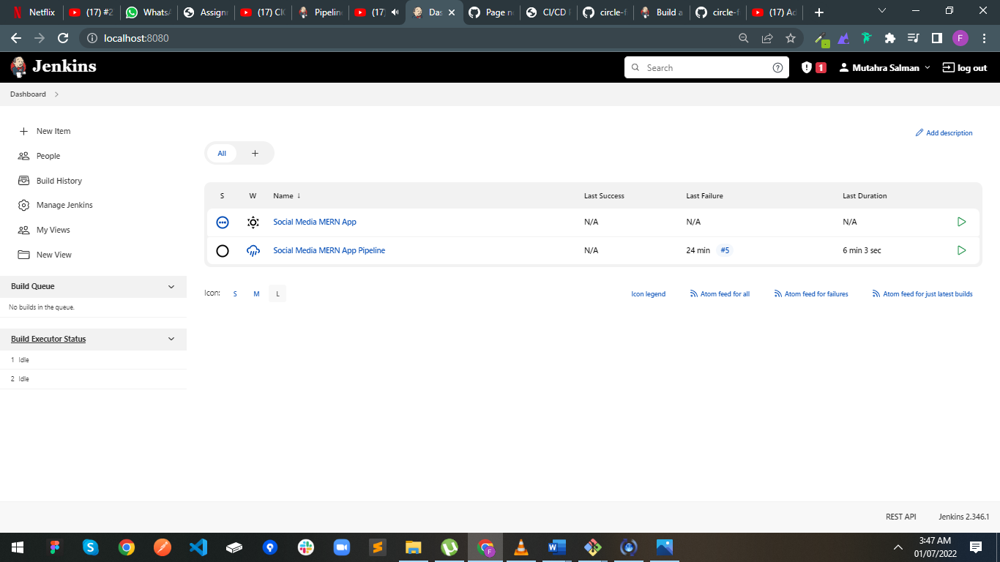 Netflix
(17) #2
WhatsA
Assignm
(17) CI
Pipeline
(17)
Das
Page n
CI/CD P
circle-f
Build a
circle-f
(17) Ad
localhost:8080
F
Jenkins
Search
1
Mutahra Salman
log out
Dashboard
New Item
People
Build History
Manage Jenkins
My Views
New View
Build Queue
No builds in the queue.
Build Executor Status
1 Idle
2 Idle
Add description
All +
S W Name ↓ Last Success Last Failure Last Duration
Social Media MERN App N/A N/A N/A
Social Media MERN App Pipeline N/A 24 min #5 6 min 3 sec
Icon: S M L
Icon legend Atom feed for all Atom feed for failures Atom feed for just latest builds
REST API Jenkins 2.346.1
3:47 AM
01/07/2022